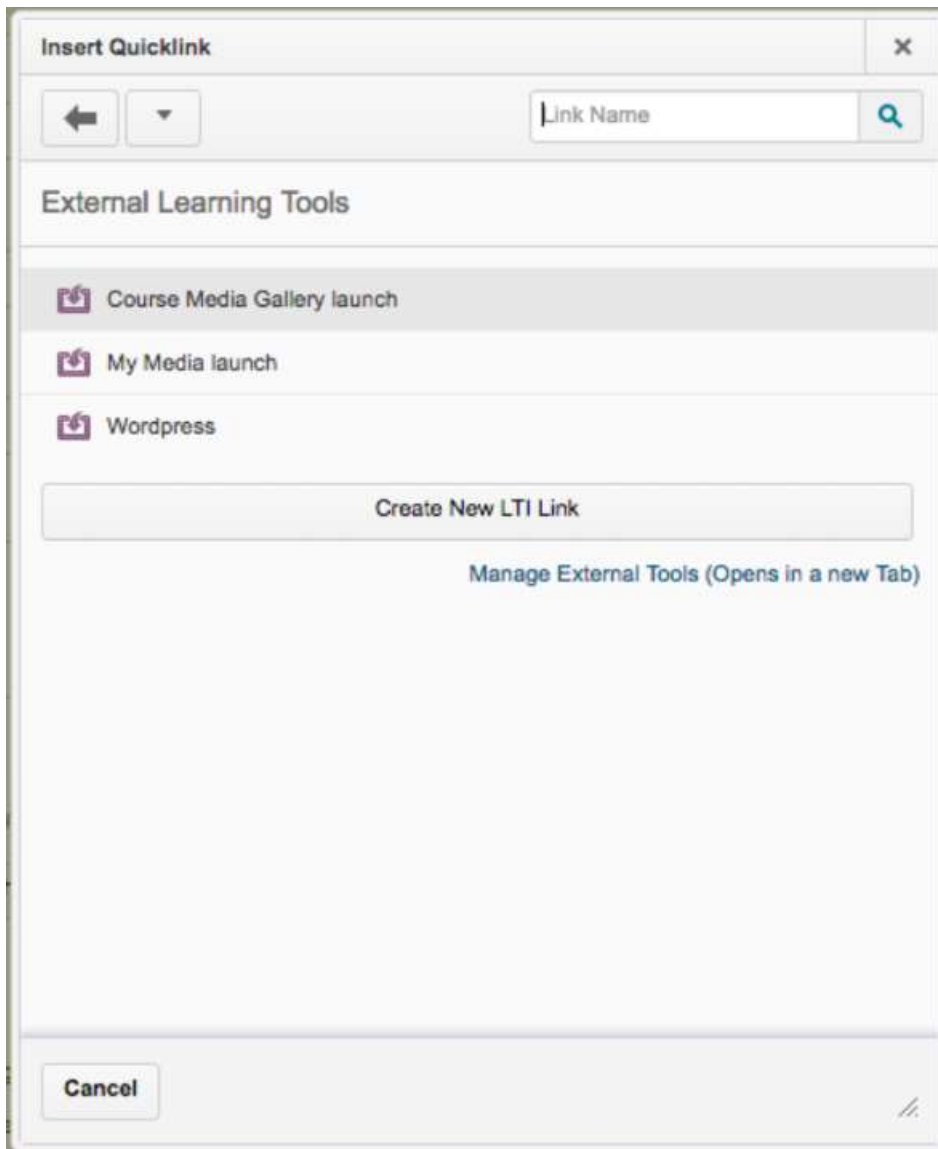 Insert Quicklink
Link Name
External Learning Tools
Course Media Gallery launch
My Media launch
Wordpress
Create New LTI Link
Manage External Tools (Opens in a new Tab)
Cancel